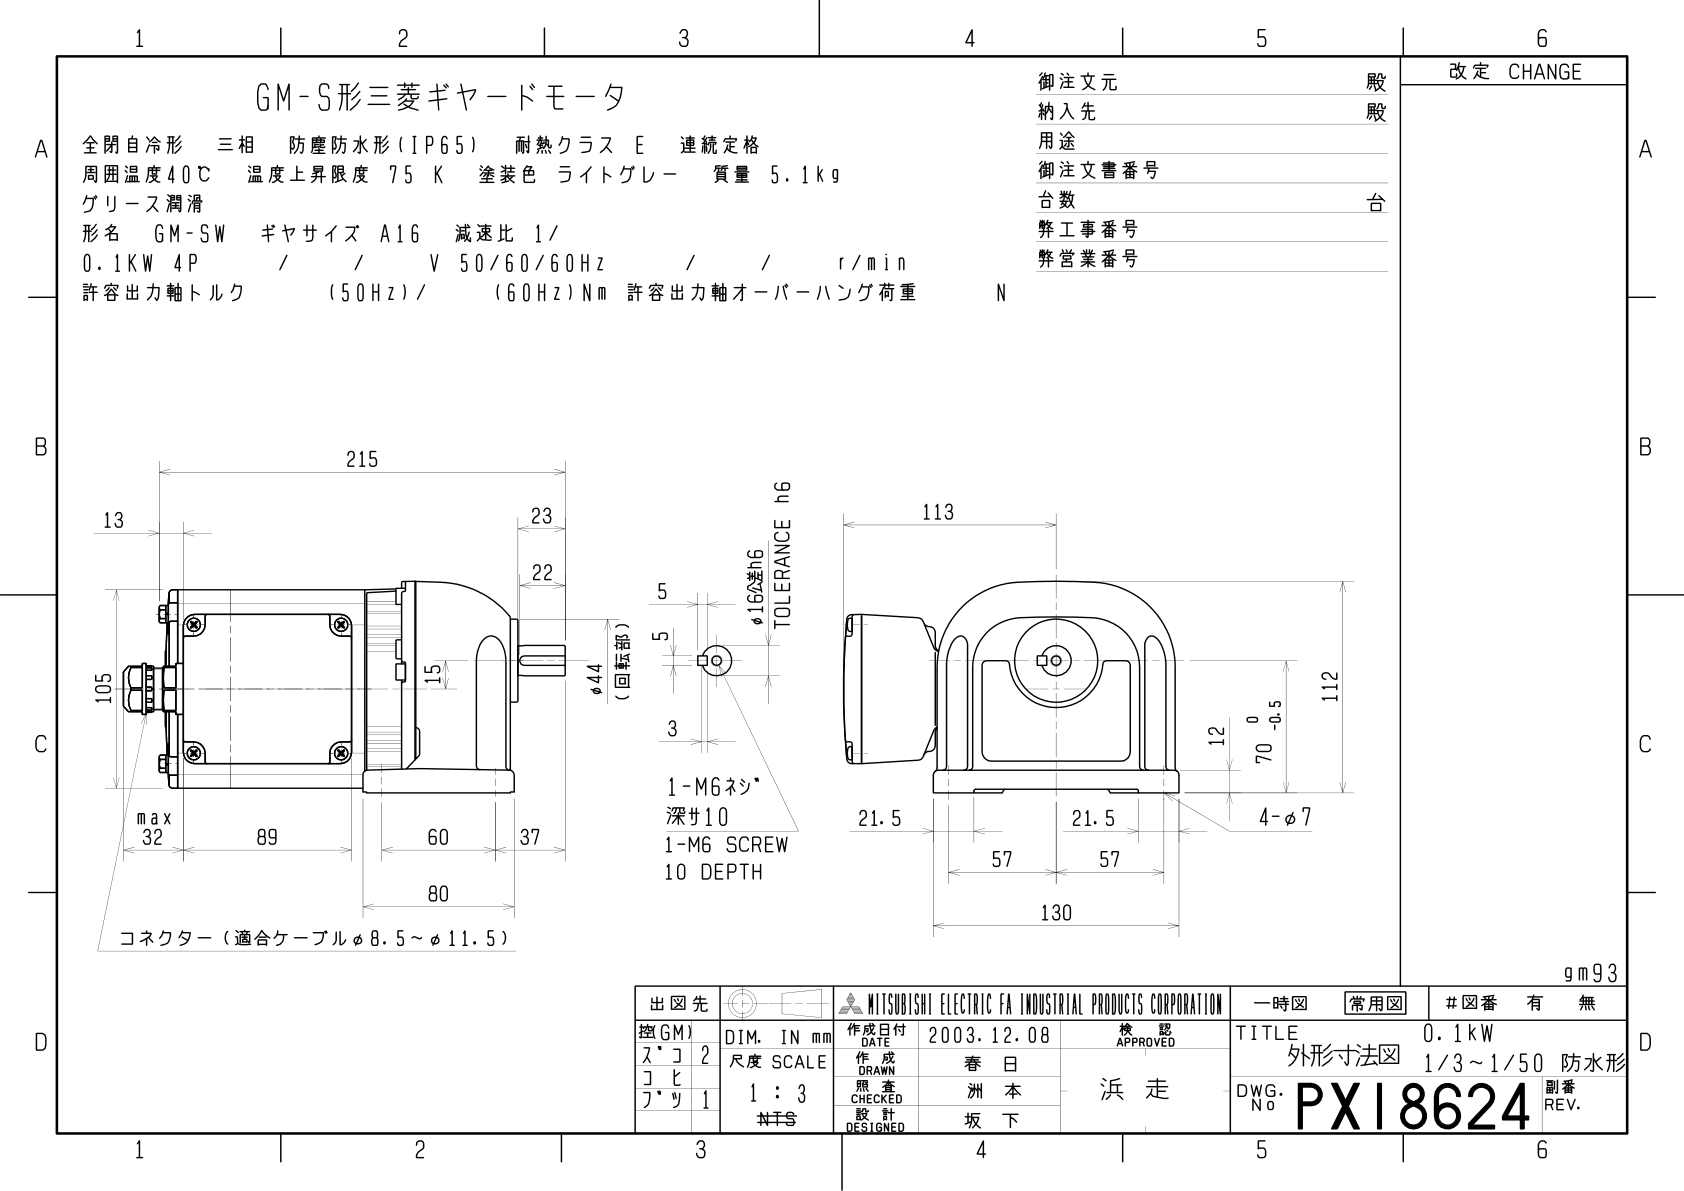 1 2 3 4 5 6
改定 CHANGE
GM-S形三菱ギヤードモータ
全閉自冷形 三相 防塵防水形(IP65) 耐熱クラス E 連続定格
周囲温度40℃ 温度上昇限度 75 K 塗装色 ライトグレー 質量 5.1kg
グリース潤滑
形名 GM-SW ギヤサイズ A16 減速比 1/
0.1KW 4P / / V 50/60/60Hz / / r/min
許容出力軸トルク (50Hz)/ (60Hz)Nm 許容出力軸オーバーハング荷重 N
御注文元 殿
納入先 殿
用途
御注文書番号
台数 台
弊工事番号
弊営業番号
A A
B B
C C
D D
215
13
23
22
105
15
φ44
(回転部)
max
32
89
60
37
80
コネクター(適合ケーブルφ8.5～φ11.5)
5
5
3
φ16公差h6
TOLERANCE h6
1-M6ネジ
深サ10
1-M6 SCREW
10 DEPTH
113
112
12
70 0 -0.5
21.5
21.5
4-φ7
57
57
130
gm93
出図先
控(GM)
スﾞコ 2
コピ
ブツ 1
DIM. IN mm
尺度 SCALE
1 : 3
NTS
MITSUBISHI ELECTRIC FA INDUSTRIAL PRODUCTS CORPORATION
作成日付 DATE
2003.12.08
検認 APPROVED
作成 DRAWN
春日
照査 CHECKED
洲本
設計 DESIGNED
坂下
浜走
一時図 常用図 #図番 有 無
TITLE
0.1kW
外形寸法図
1/3～1/50 防水形
DWG. No
PX18624
副番 REV.
1 2 3 4 5 6